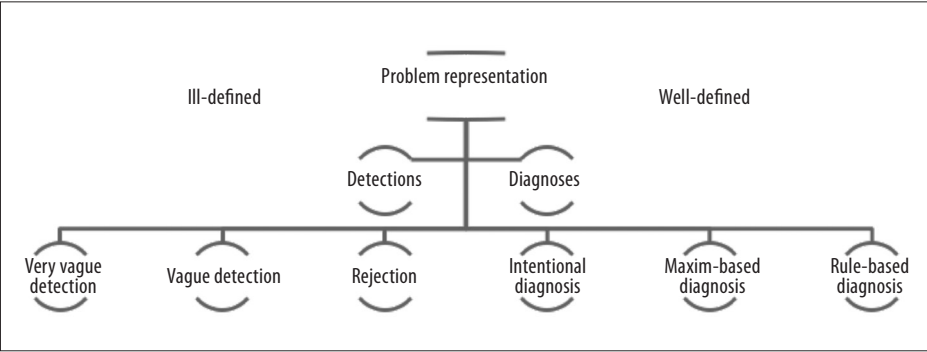 Problem representation
Ill-defined
Well-defined
Detections
Diagnoses
Very vague
detection
Vague detection
Rejection
Intentional
diagnosis
Maxim-based
diagnosis
Rule-based
diagnosis